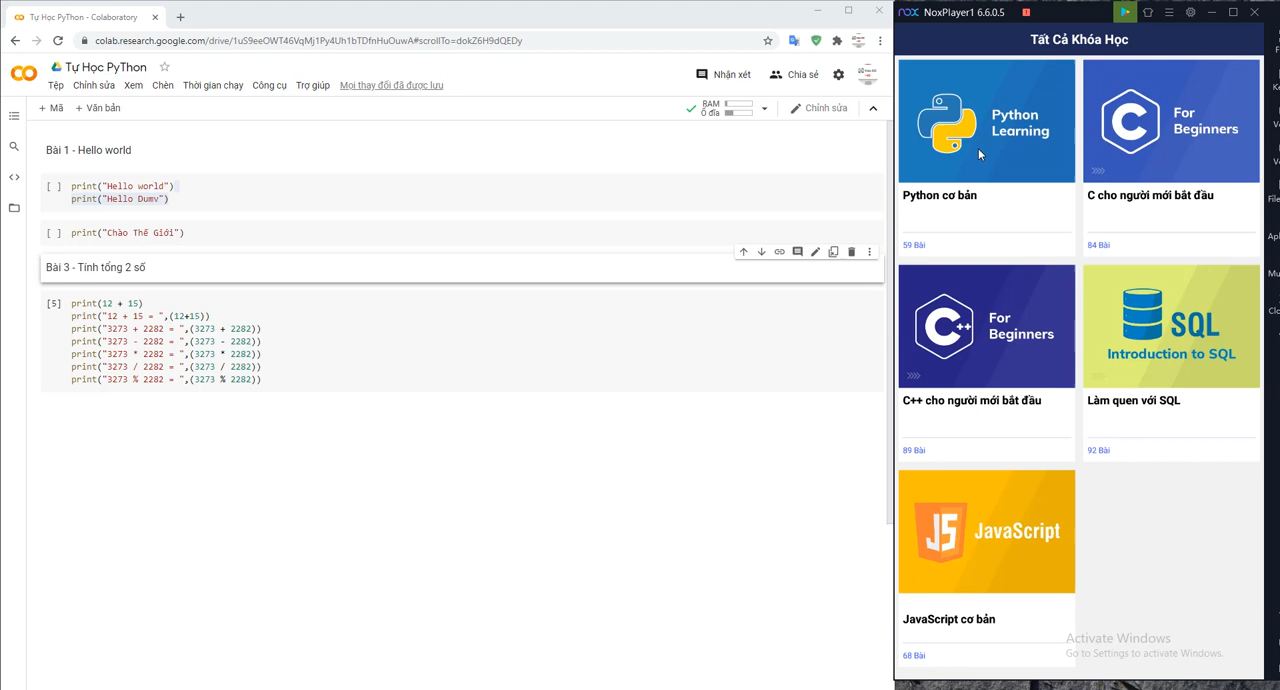 Tự Học PyThon - Colaboratory
colab.research.google.com/drive/1uS9eeOWT46VqMj1Py4Uh1bTDfnHuOuwA#scrollTo=dokZ6H9dQEDy
Tự Học PyThon
Nhận xét
Chia sẻ
Tệp Chỉnh sửa Xem Thời gian chạy Công cụ Trợ giúp Mọi thay đổi đã được lưu
+ Mã + Văn bản
RAM
Ổ đĩa
Chỉnh sửa
Bài 1 - Hello world
[ ] print("Hello world")
print("Hello Dumv")
[ ] print("Chào Thế Giới")
Bài 3 - Tính tổng 2 số
[5] print(12 + 15)
print("12 + 15 = ",(12+15))
print("3273 + 2282 = ",(3273 + 2282))
print("3273 - 2282 = ",(3273 - 2282))
print("3273 * 2282 = ",(3273 * 2282))
print("3273 / 2282 = ",(3273 / 2282))
print("3273 % 2282 = ",(3273 % 2282))
nox NoxPlayer1 6.6.0.5
Tất Cả Khóa Học
Python
Learning
Python cơ bản
59 Bài
C
For
Beginners
C cho người mới bắt đầu
84 Bài
C++
For
Beginners
C++ cho người mới bắt đầu
89 Bài
SQL
Introduction to SQL
Làm quen với SQL
92 Bài
JS JavaScript
JavaScript cơ bản
68 Bài
Activate Windows
Go to Settings to activate Windows.